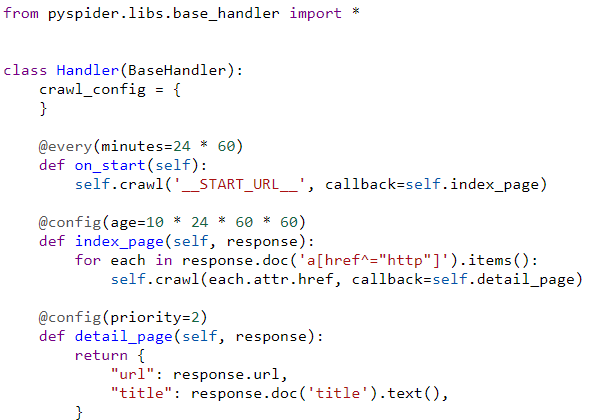 from pyspider.libs.base_handler import *


class Handler(BaseHandler):
    crawl_config = {
    }

    @every(minutes=24 * 60)
    def on_start(self):
        self.crawl('__START_URL__', callback=self.index_page)

    @config(age=10 * 24 * 60 * 60)
    def index_page(self, response):
        for each in response.doc('a[href^="http"]').items():
            self.crawl(each.attr.href, callback=self.detail_page)

    @config(priority=2)
    def detail_page(self, response):
        return {
            "url": response.url,
            "title": response.doc('title').text(),
        }